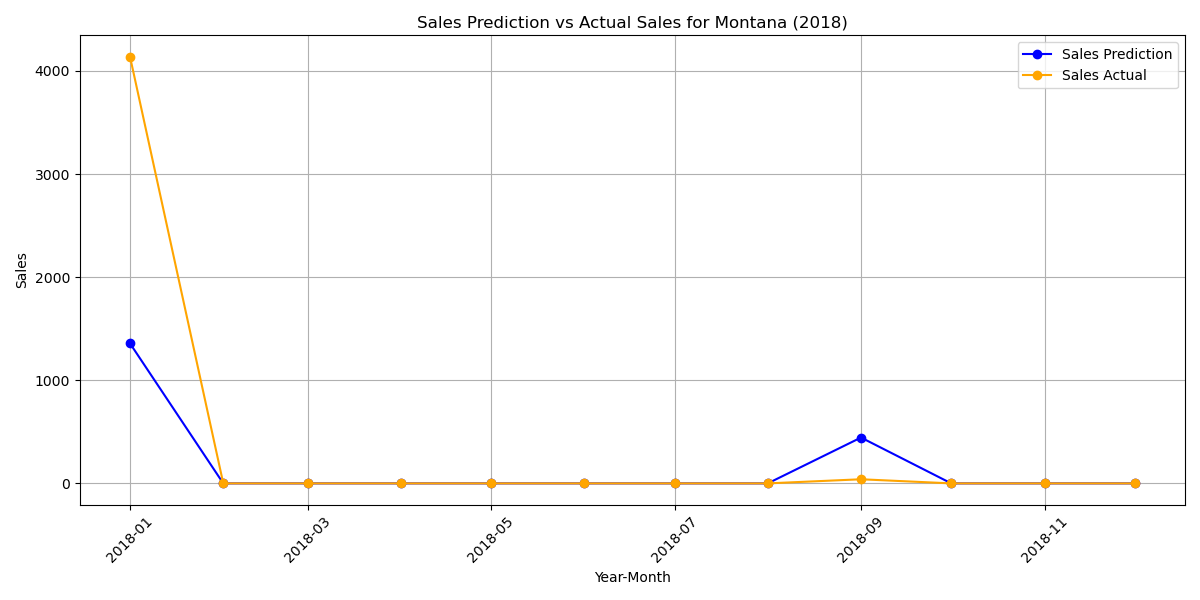 Sales Prediction vs Actual Sales for Montana (2018)
Sales Prediction
Sales Actual
Sales
4000
3000
2000
1000
0
2018-01
2018-03
2018-05
2018-07
2018-09
2018-11
Year-Month